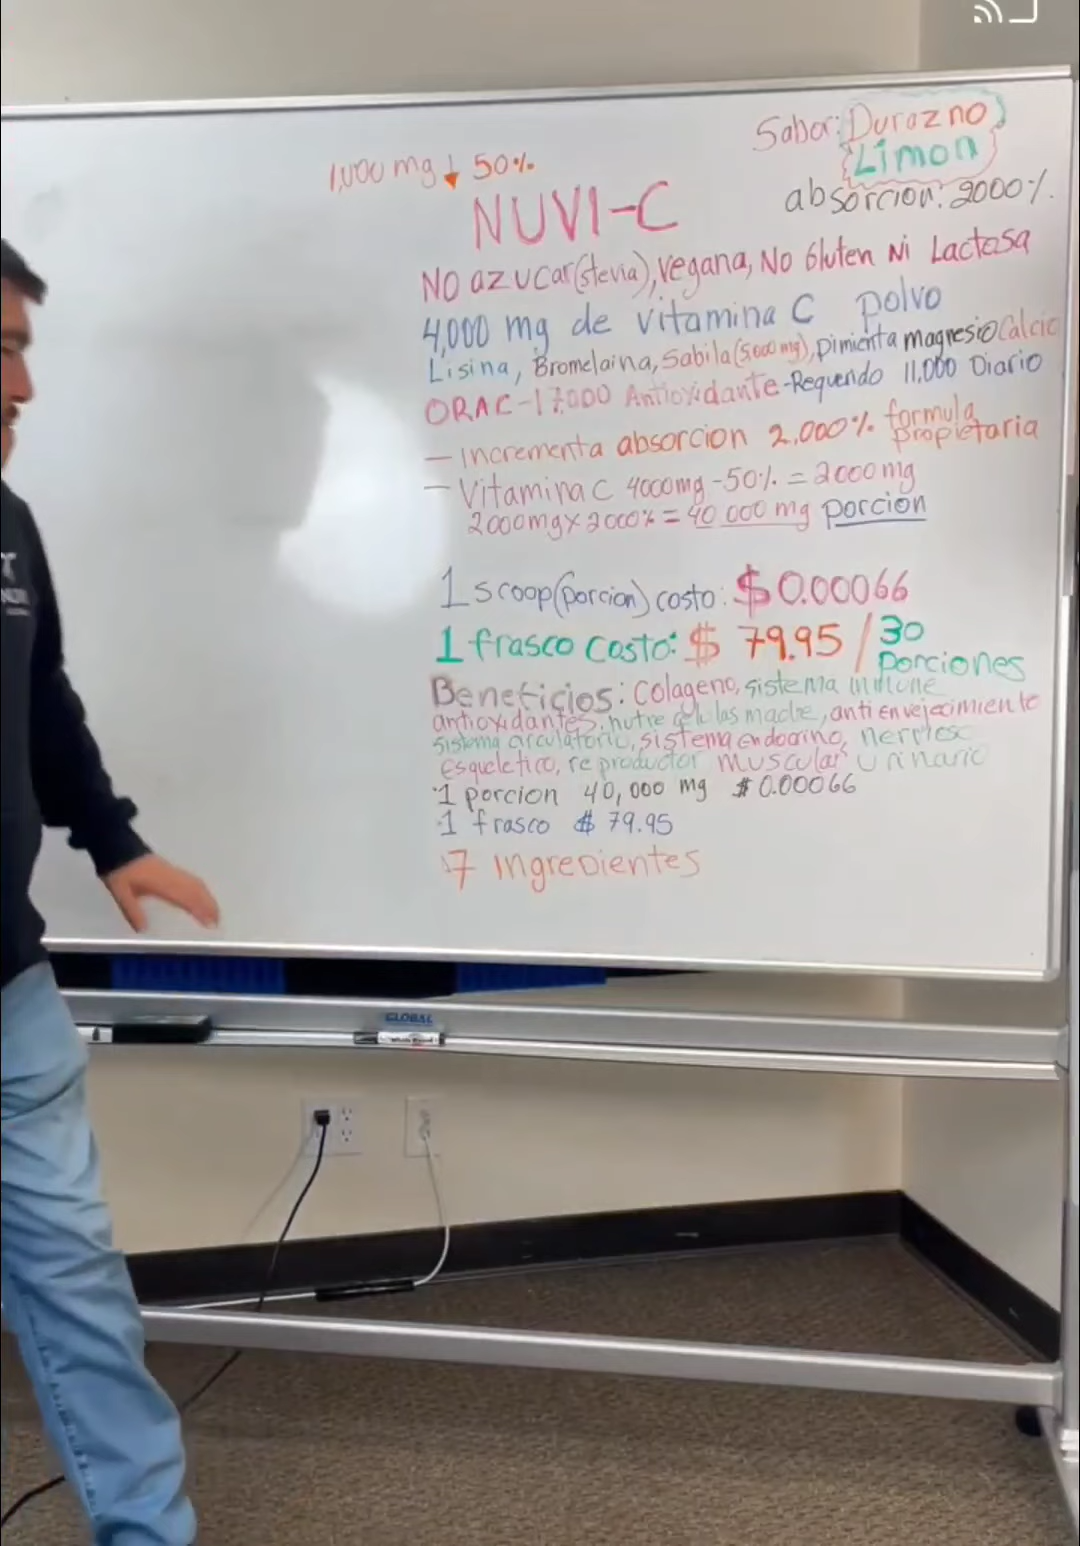 Sabor: Durazno
Limon
1,000 mg ↓ 50%
absorcion: 2000%.
NUVI-C
NO azucar(stevia), vegana, No Gluten Ni Lactosa
4,000 mg de vitamina C polvo
Lisina, Bromelaina, Sabila(5,000 mg), pimienta magnesio Calcio
ORAC-17,000 Antioxidante-Requendo 11,000 Diario
— Incrementa absorcion 2,000% formula propietaria
— Vitamina C 4000mg -50% = 2000mg
2000mg x 2000% = 40 000 mg porcion
1 scoop(porcion) costo: $0.00066
1 frasco costo: $ 79.95 / 30 porciones
Beneficios: Colageno, sistema inmune
antioxidantes, nutre celulas madre, antienvejecimiento
sistema circulatorio, sistema endocrino,
esqueletico, reproductor muscular urinario
1 porcion 40,000 mg $0.00066
1 frasco $ 79.95
17 Ingredientes
GLOBAL